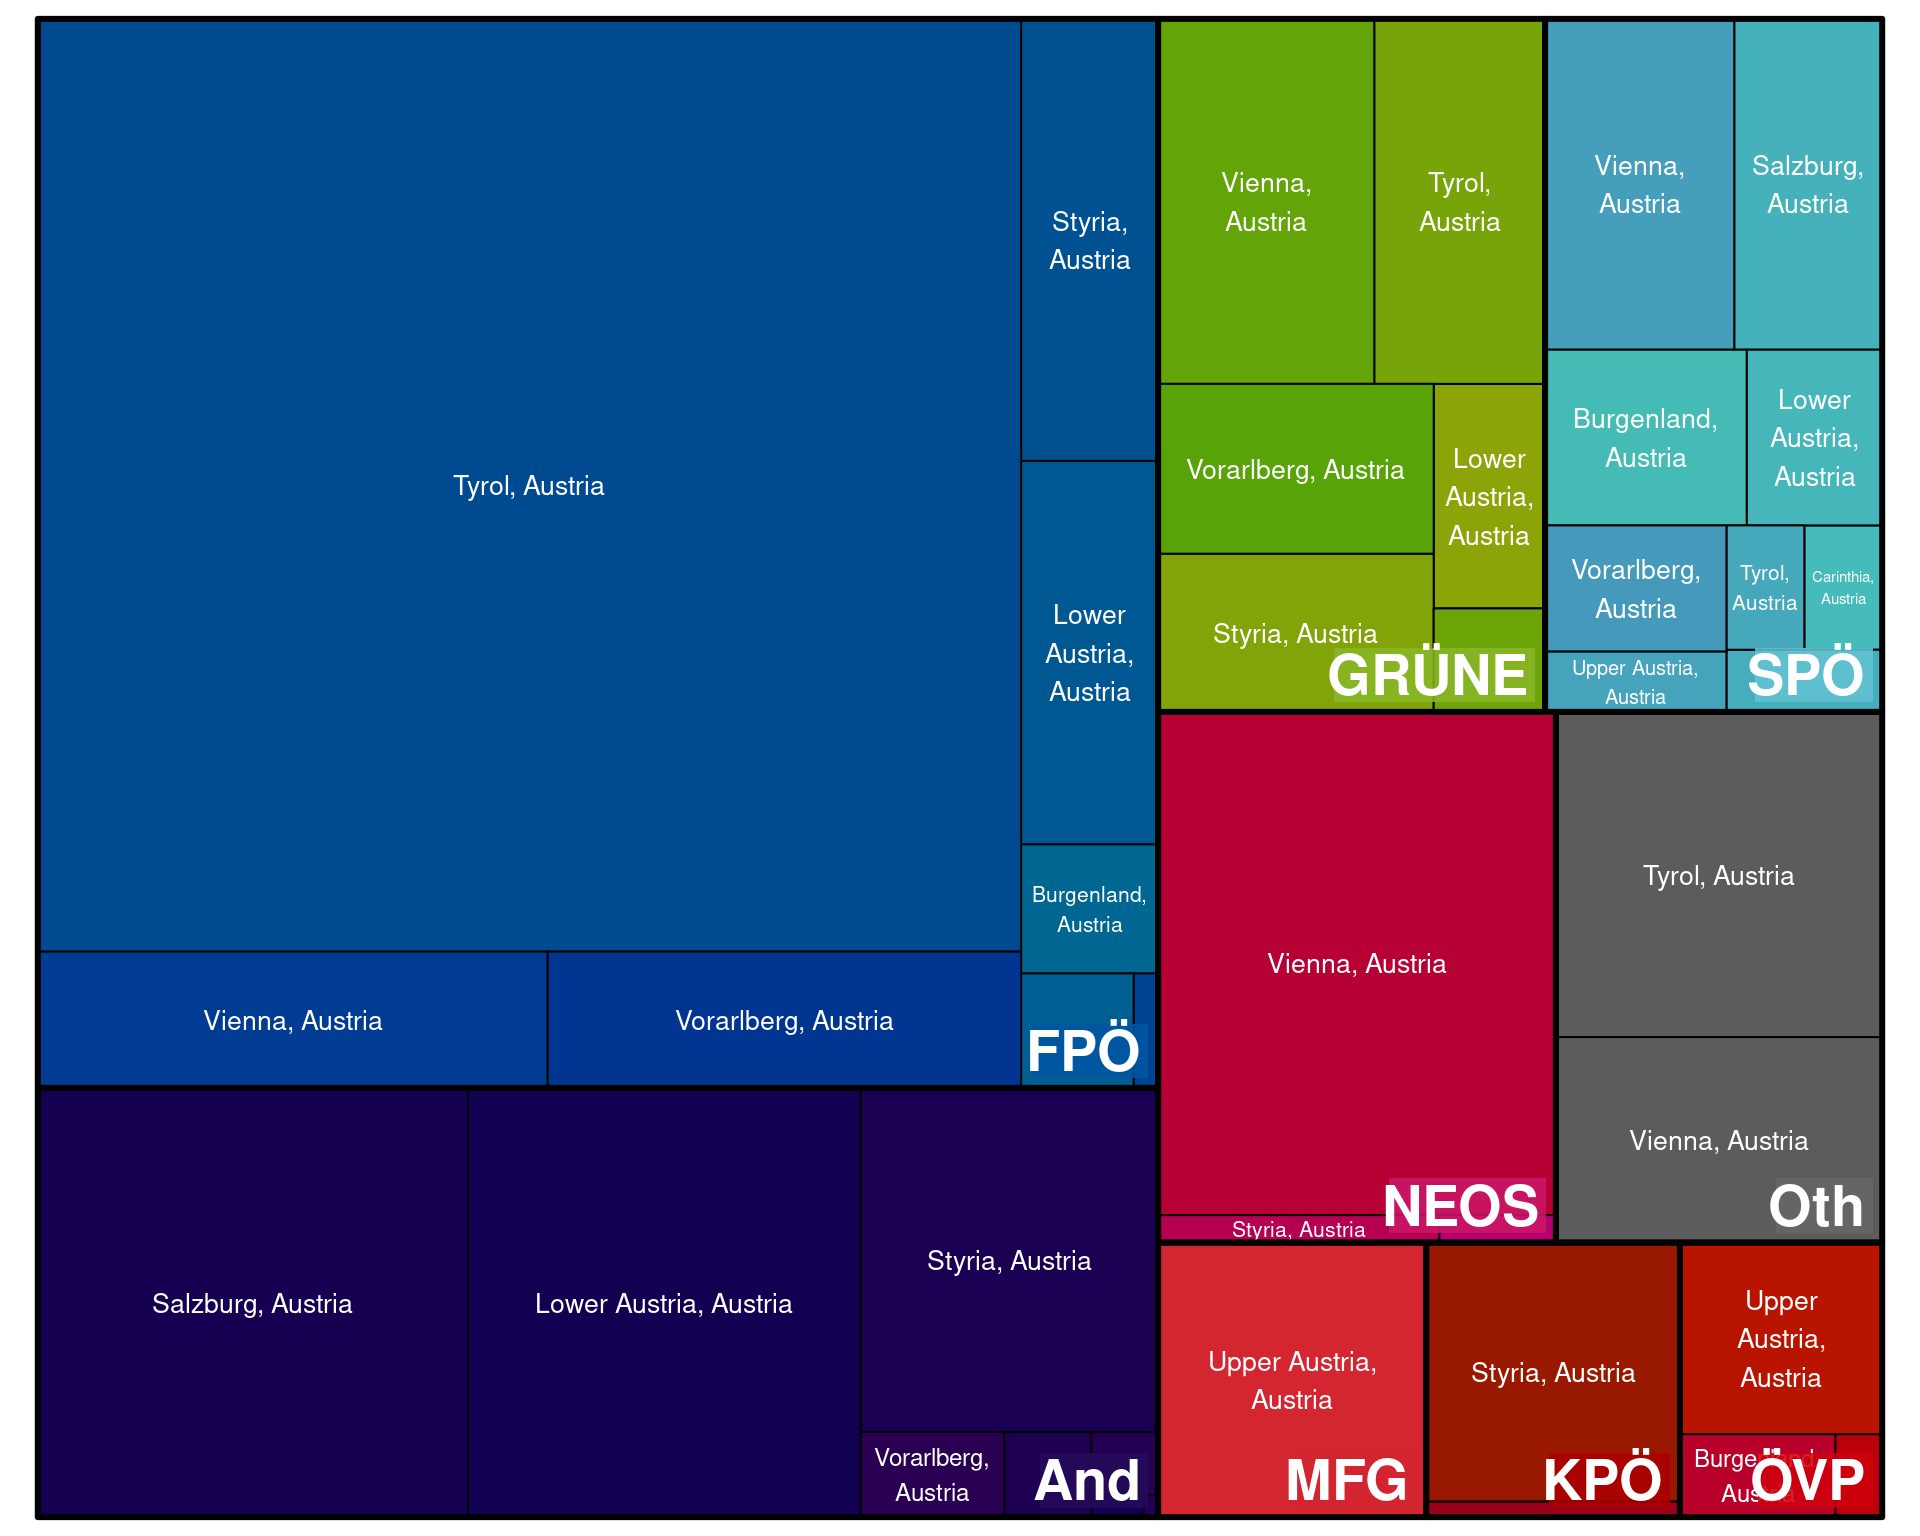 Tyrol, Austria
Styria,
Austria
Lower
Austria,
Austria
Burgenland,
Austria
Vienna, Austria
Vorarlberg, Austria
FPÖ
Salzburg, Austria
Lower Austria, Austria
Styria, Austria
Vorarlberg,
Austria
And
Vienna,
Austria
Tyrol,
Austria
Vorarlberg, Austria
Lower
Austria,
Austria
Styria, Austria
GRÜNE
Vienna,
Austria
Salzburg,
Austria
Burgenland,
Austria
Lower
Austria,
Austria
Vorarlberg,
Austria
Tyrol,
Austria
Carinthia,
Austria
Upper Austria,
Austria
SPÖ
Vienna, Austria
Styria, Austria
NEOS
Tyrol, Austria
Vienna, Austria
Oth
Upper Austria,
Austria
MFG
Styria, Austria
KPÖ
Upper
Austria,
Austria
Burgenland,
Austria
ÖVP